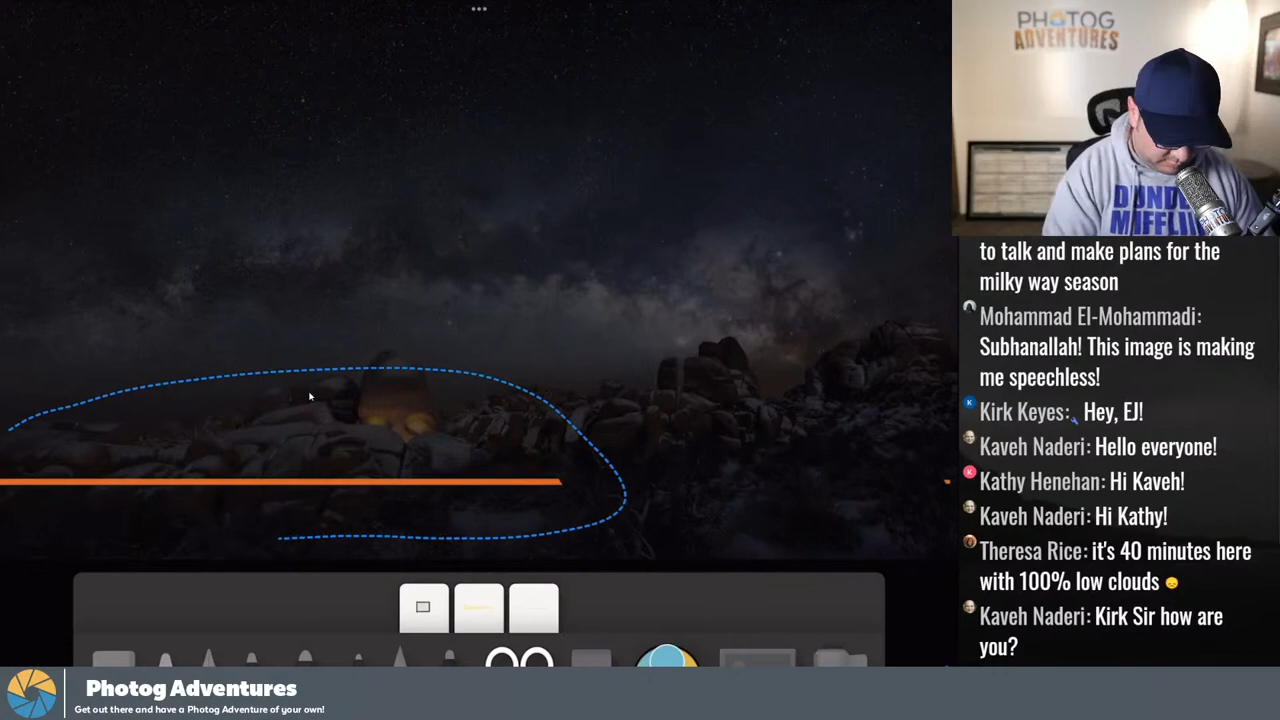 PHOTOG
ADVENTURES
DUNDER
MIFFLIN
to talk and make plans for the
milky way season
Mohammad El-Mohammadi:
Subhanallah! This image is making
me speechless!
K Kirk Keyes: Hey, EJ!
Kaveh Naderi: Hello everyone!
K Kathy Henehan: Hi Kaveh!
Kaveh Naderi: Hi Kathy!
Theresa Rice: it's 40 minutes here
with 100% low clouds 😞
Kaveh Naderi: Kirk Sir how are
you?
Photog Adventures
Get out there and have a Photog Adventure of your own!